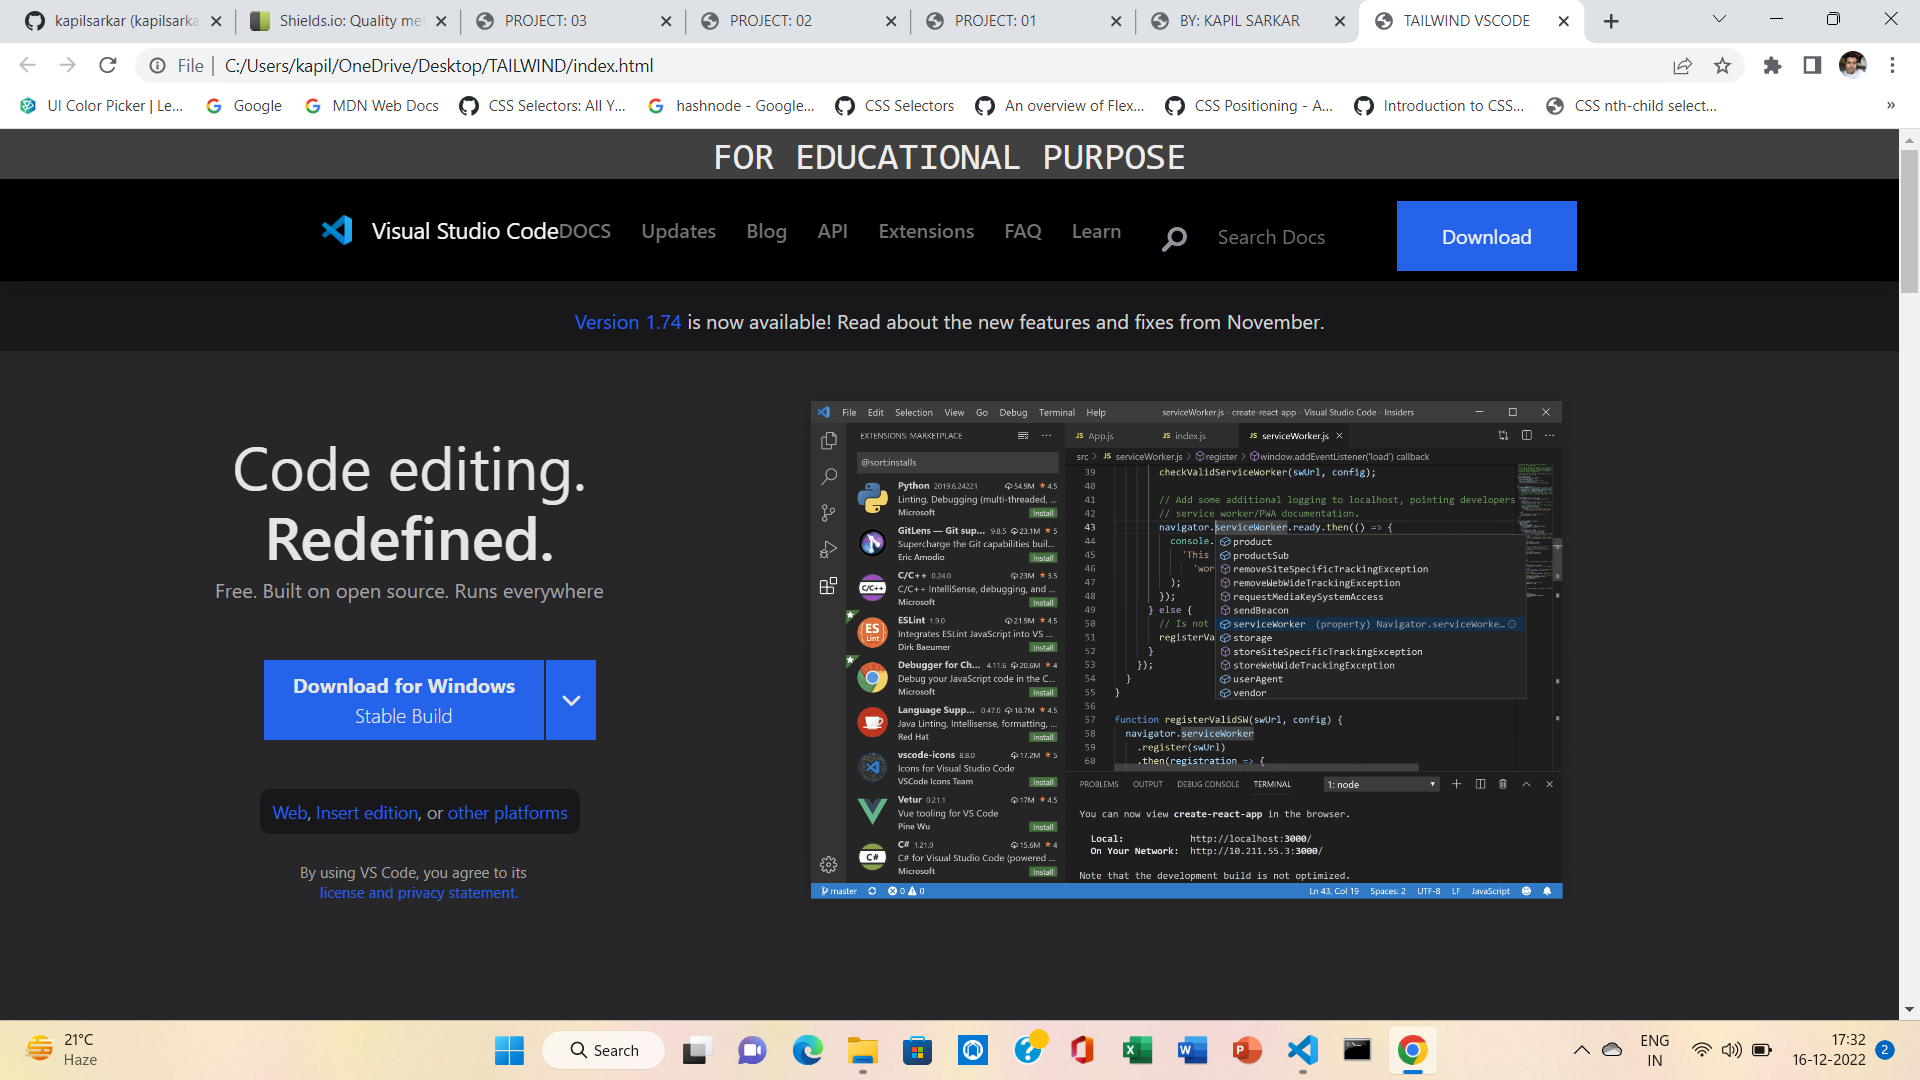 kapilsarkar (kapilsarka
Shields.io: Quality met
PROJECT: 03
PROJECT: 02
PROJECT: 01
BY: KAPIL SARKAR
TAILWIND VSCODE
File
C:/Users/kapil/OneDrive/Desktop/TAILWIND/index.html
UI Color Picker | Le...
Google
MDN Web Docs
CSS Selectors: All Y...
hashnode - Google...
CSS Selectors
An overview of Flex...
CSS Positioning - A...
Introduction to CSS...
CSS nth-child select...
FOR EDUCATIONAL PURPOSE
Visual Studio Code
DOCS
Updates
Blog
API
Extensions
FAQ
Learn
Search Docs
Download
Version 1.74 is now available! Read about the new features and fixes from November.
Code editing.
Redefined.
Free. Built on open source. Runs everywhere
Download for Windows
Stable Build
Web, Insert edition, or other platforms
By using VS Code, you agree to its
license and privacy statement.
File Edit Selection View Go Debug Terminal Help
serviceWorker.js - create-react-app - Visual Studio Code - Insiders
EXTENSIONS: MARKETPLACE
@sort:installs
Python 2019.6.24221 54.9M 4.5
Linting, Debugging (multi-threaded, ...
Microsoft Install
GitLens — Git sup... 9.8.5 23.1M 5
Supercharge the Git capabilities buil...
Eric Amodio Install
C/C++ 0.24.0 23M 3.5
C/C++
C/C++ IntelliSense, debugging, and ...
Microsoft Install
ESLint 1.9.0 21.9M 4.5
ES
Lint
Integrates ESLint JavaScript into VS ...
Dirk Baeumer Install
Debugger for Ch... 4.11.6 20.6M 4
Debug your JavaScript code in the C...
Microsoft Install
Language Supp... 0.47.0 18.7M 4.5
Java Linting, Intellisense, formatting, ...
Red Hat Install
vscode-icons 8.8.0 17.2M 5
Icons for Visual Studio Code
VSCode Icons Team Install
Vetur 0.21.1 17M 4.5
Vue tooling for VS Code
Pine Wu Install
C# 1.21.0 15.6M 4
C#
C# for Visual Studio Code (powered ...
Microsoft Install
JS App.js
JS index.js
JS serviceWorker.js
src > JS serviceWorker.js > register > window.addEventListener('load') callback
39 checkValidServiceWorker(swUrl, config);
40
41 // Add some additional logging to localhost, pointing developers
42 // service worker/PWA documentation.
43 navigator.serviceWorker.ready.then(() => {
44 console.
45 'This
46 'wor
47 );
48 });
49 } else {
50 // Is not
51 registerVa
52 }
53 });
54 }
55 }
56
57 function registerValidSW(swUrl, config) {
58 navigator.serviceWorker
59 .register(swUrl)
60 .then(registration => {
product
productSub
removeSiteSpecificTrackingException
removeWebWideTrackingException
requestMediaKeySystemAccess
sendBeacon
serviceWorker (property) Navigator.serviceWorke...
storage
storeSiteSpecificTrackingException
storeWebWideTrackingException
userAgent
vendor
PROBLEMS OUTPUT DEBUG CONSOLE TERMINAL
1: node
You can now view create-react-app in the browser.
Local: http://localhost:3000/
On Your Network: http://10.211.55.3:3000/
Note that the development build is not optimized.
master 0 0
Ln 43, Col 19 Spaces: 2 UTF-8 LF JavaScript
21°C
Haze
Search
ENG
IN
17:32
16-12-2022
2